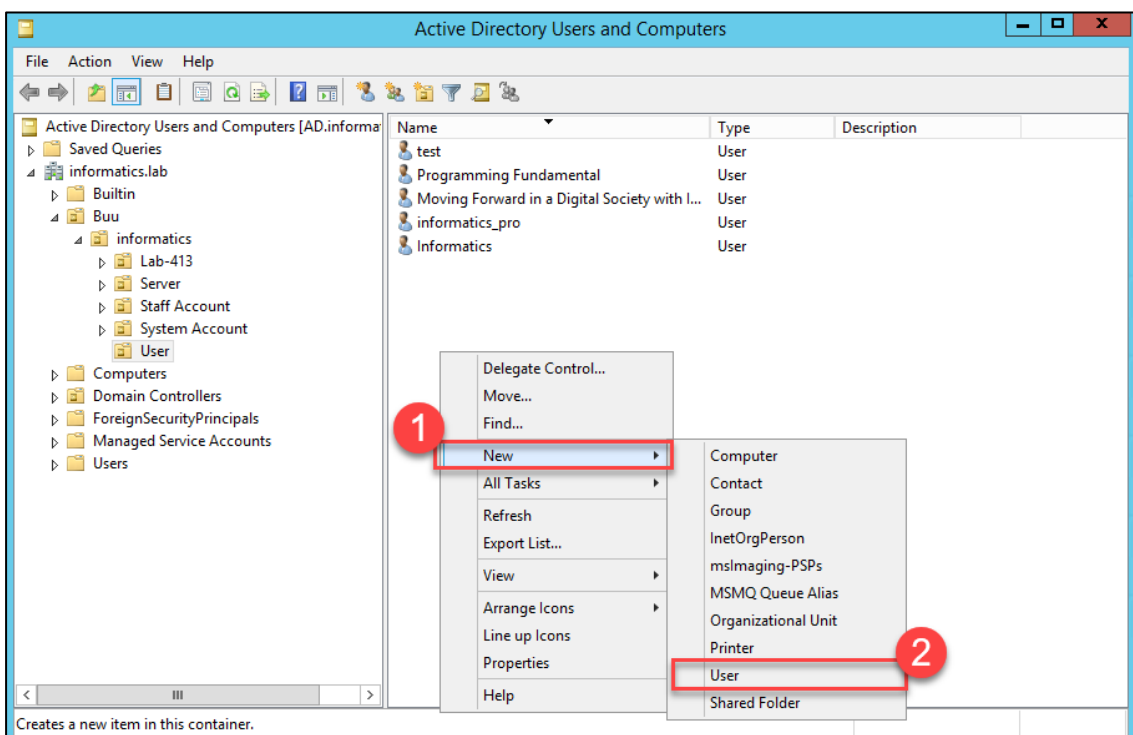 Active Directory Users and Computers
File Action View Help
Active Directory Users and Computers [AD.informa
Saved Queries
informatics.lab
Builtin
Buu
informatics
Lab-413
Server
Staff Account
System Account
User
Computers
Domain Controllers
ForeignSecurityPrincipals
Managed Service Accounts
Users
Name Type Description
test User
Programming Fundamental User
Moving Forward in a Digital Society with I... User
informatics_pro User
Informatics User
Delegate Control...
Move...
Find...
1
New
All Tasks
Refresh
Export List...
View
Arrange Icons
Line up Icons
Properties
Help
Computer
Contact
Group
InetOrgPerson
msImaging-PSPs
MSMQ Queue Alias
Organizational Unit
Printer
2
User
Shared Folder
Creates a new item in this container.